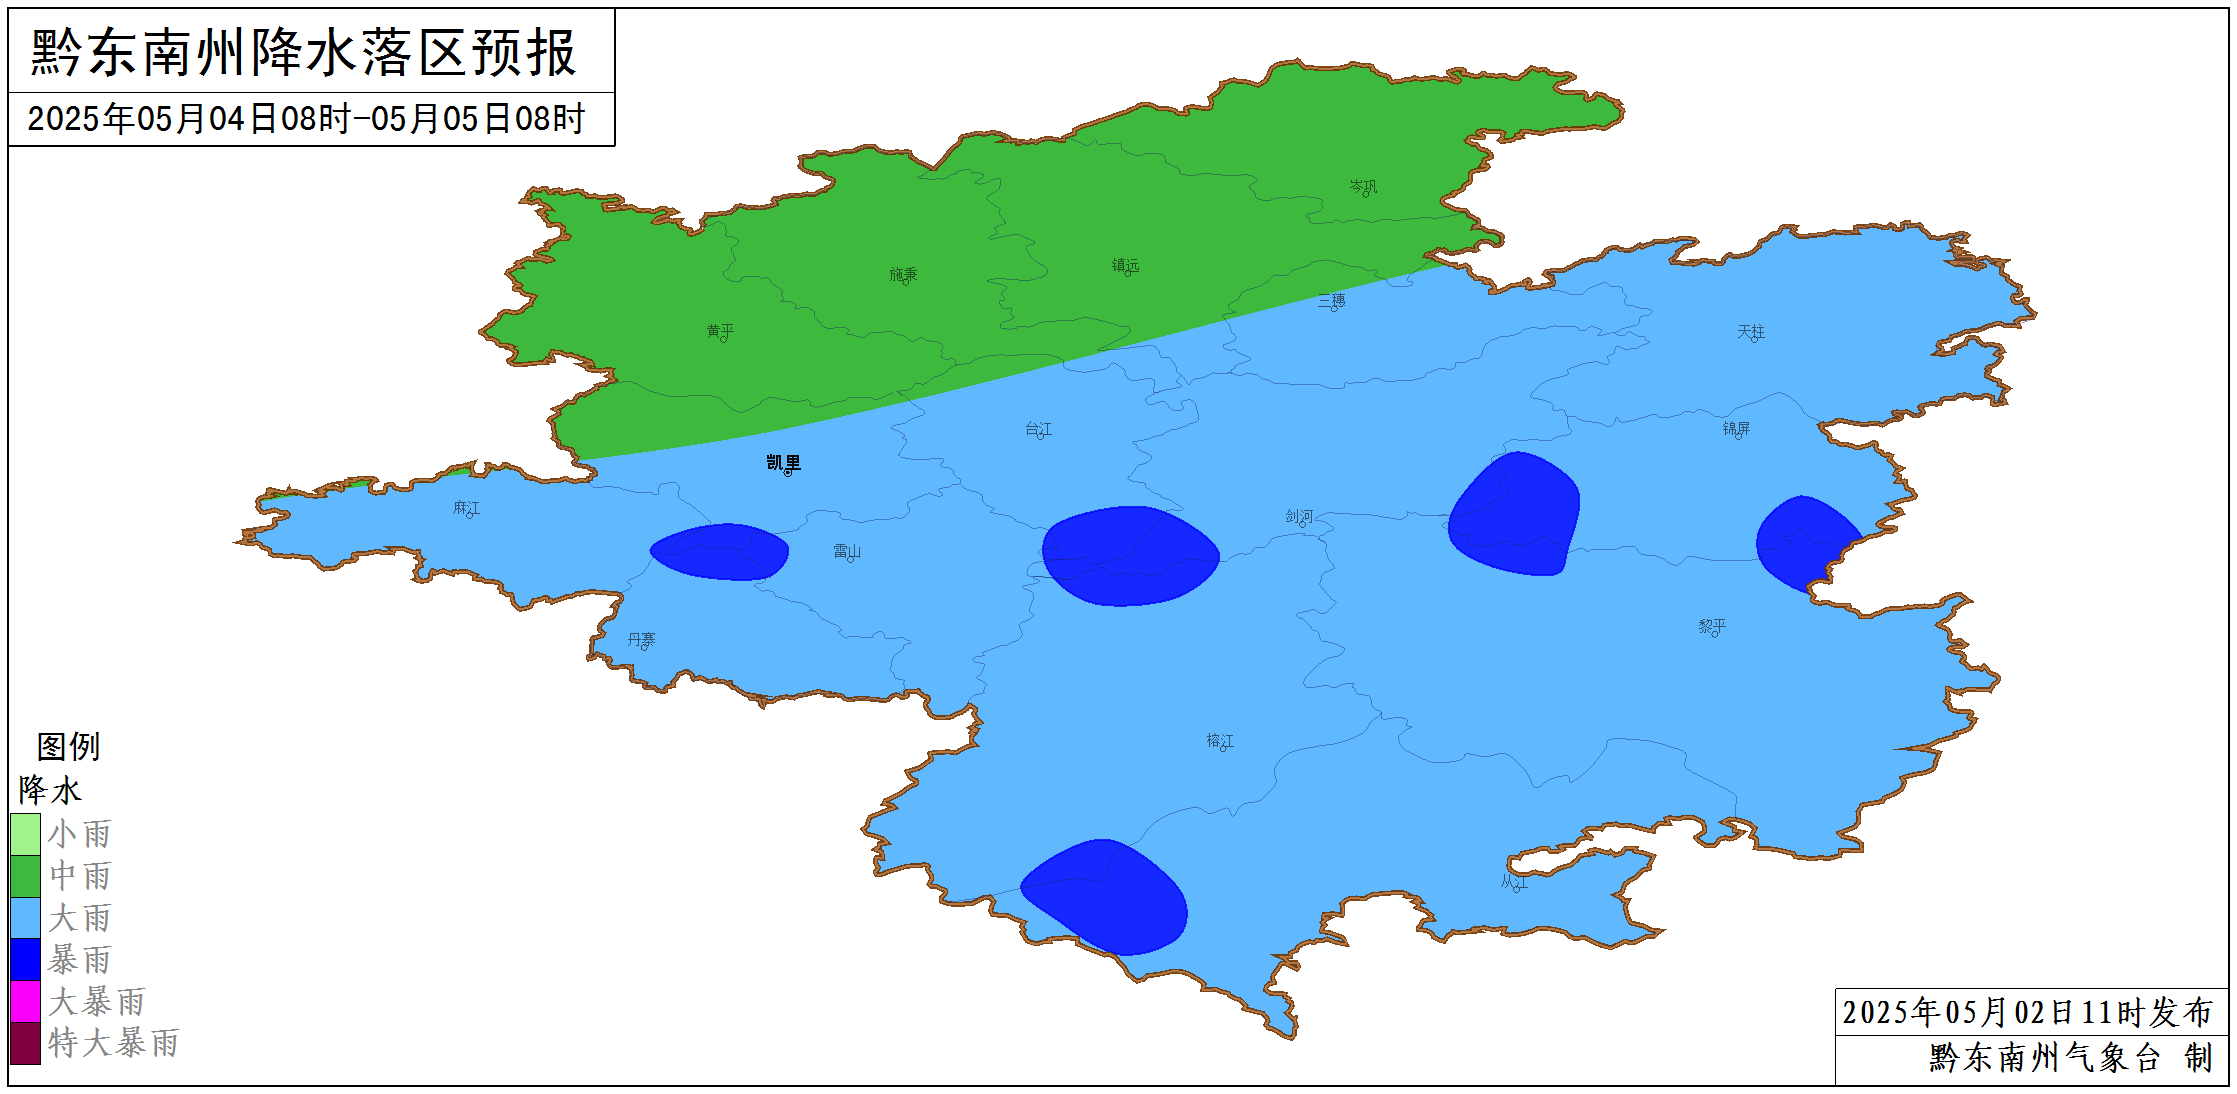 黔东南州降水落区预报
2025年05月04日08时-05月05日08时
岑巩
施秉
镇远
三穗
黄平
天柱
台江
锦屏
凯里
麻江
剑河
雷山
丹寨
黎平
榕江
从江
图例
降水
小雨
中雨
大雨
暴雨
大暴雨
特大暴雨
2025年05月02日11时发布
黔东南州气象台 制